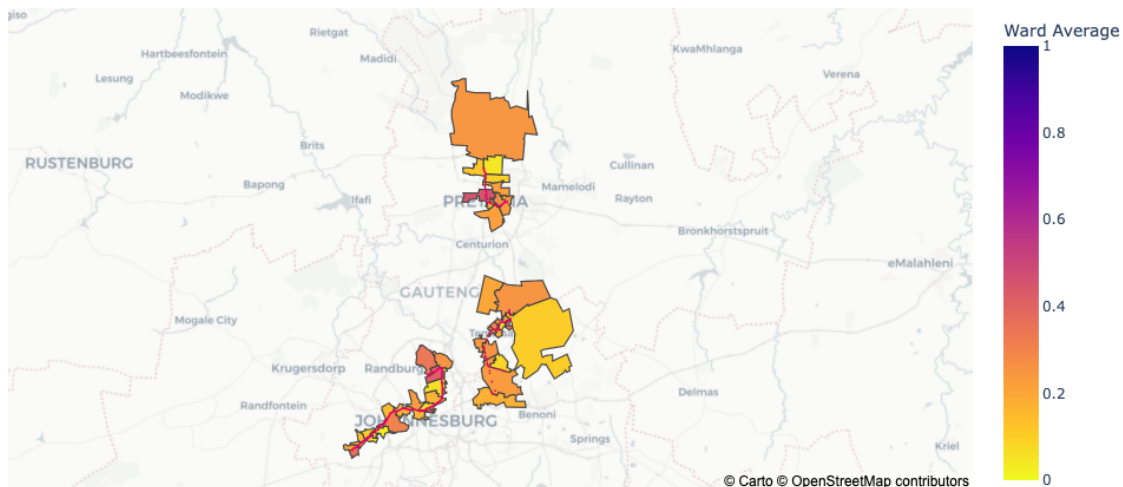 giso
Rietgat
Hartbeesfontein
Madidi
KwaMhlanga
Lesung
Verena
Modikwe
Brits
RUSTENBURG
Cullinan
Bapong
Ifafi
Mamelodi
Rayton
PRETORIA
Bronkhorstspruit
Centurion
eMalahleni
GAUTENG
Mogale City
Krugersdorp
Randburg
Delmas
Randfontein
JOHANNESBURG
Benoni
Springs
Kriel
© Carto © OpenStreetMap contributors
Ward Average
1
0.8
0.6
0.4
0.2
0